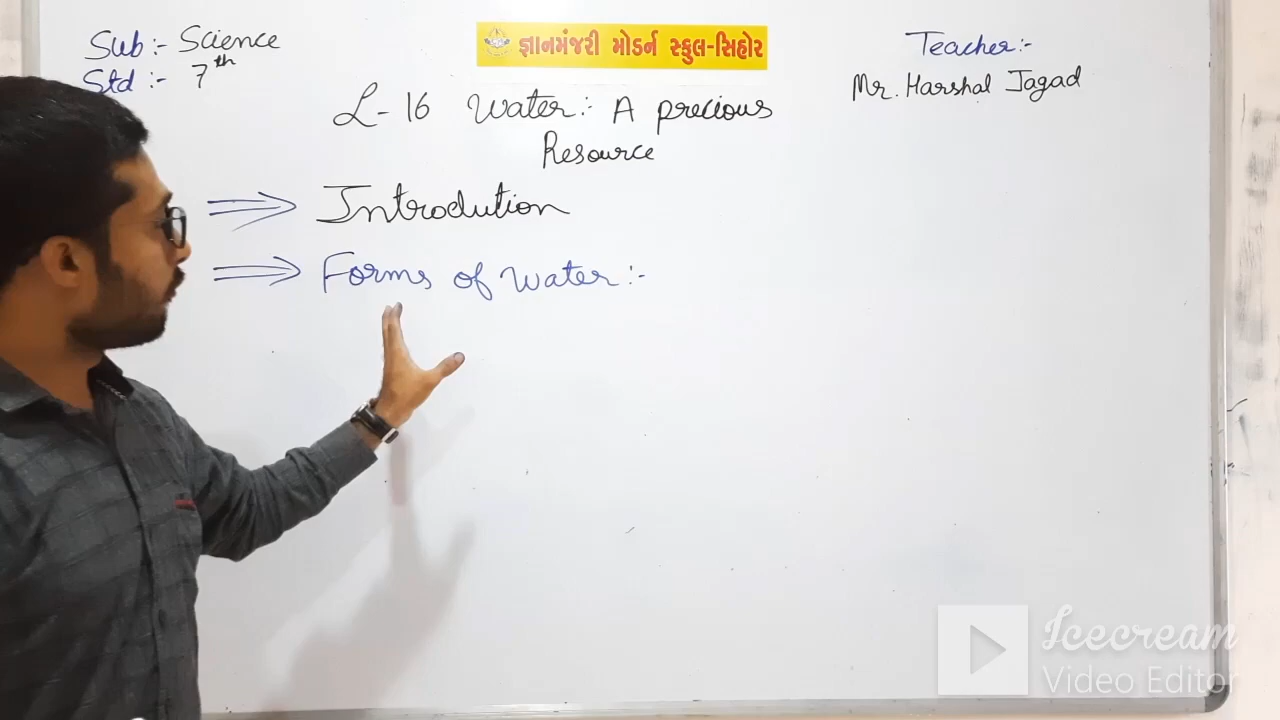 Sub:- Science
Std :- 7th
જ્ઞાનમંજરી મોડર્ન સ્કુલ-સિહોર
Teacher:-
Mr. Harshal Jagad
L-16 Water:- A precious
Resource
Introdution
Forms of water:-
Icecream
Video Editor